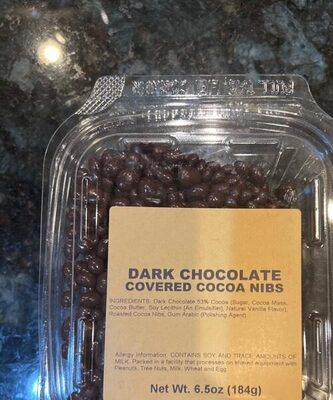 DARK CHOCOLATE
COVERED COCOA NIBS
INGREDIENTS: Dark Chocolate 53% Cocoa (Sugar, Cocoa Mass,
Cocoa Butter, Soy Lecithin [An Emulsifier], Natural Vanilla Flavor),
Roasted Cocoa Nibs, Gum Arabic (Polishing Agent)
Allergy Information: CONTAINS SOY AND TRACE AMOUNTS OF
MILK. Packed in a facility that processes on shared equipment with
Peanuts, Tree Nuts, Milk, Wheat and Egg
Net Wt. 6.5oz (184g)